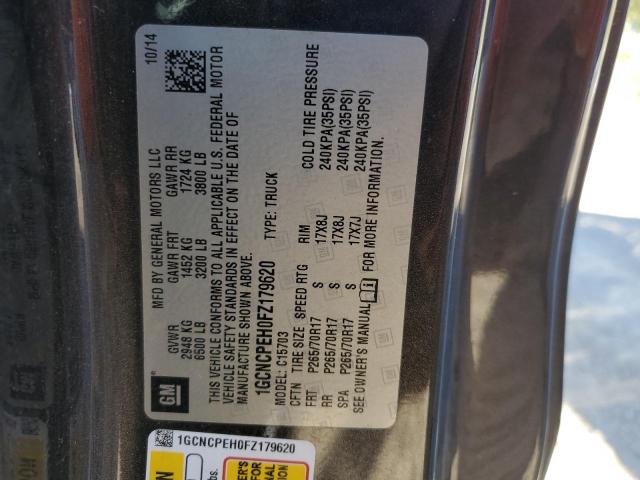 GM
MFD BY GENERAL MOTORS LLC
10/14
GVWR GAWR FRT GAWR RR
2948 KG 1452 KG 1724 KG
6500 LB 3200 LB 3800 LB
THIS VEHICLE CONFORMS TO ALL APPLICABLE U.S. FEDERAL MOTOR
VEHICLE SAFETY STANDARDS IN EFFECT ON THE DATE OF
MANUFACTURE SHOWN ABOVE.
1GCNCPEH0FZ179620 TYPE: TRUCK
MODEL: C15703
CFTN TIRE SIZE SPEED RTG RIM COLD TIRE PRESSURE
FRT P265/70R17 S 17X8J 240KPA(35PSI)
RR P265/70R17 S 17X8J 240KPA(35PSI)
SPA P265/70R17 S 17X7J 240KPA(35PSI)
SEE OWNER'S MANUAL FOR MORE INFORMATION.
1GCNCPEH0FZ179620